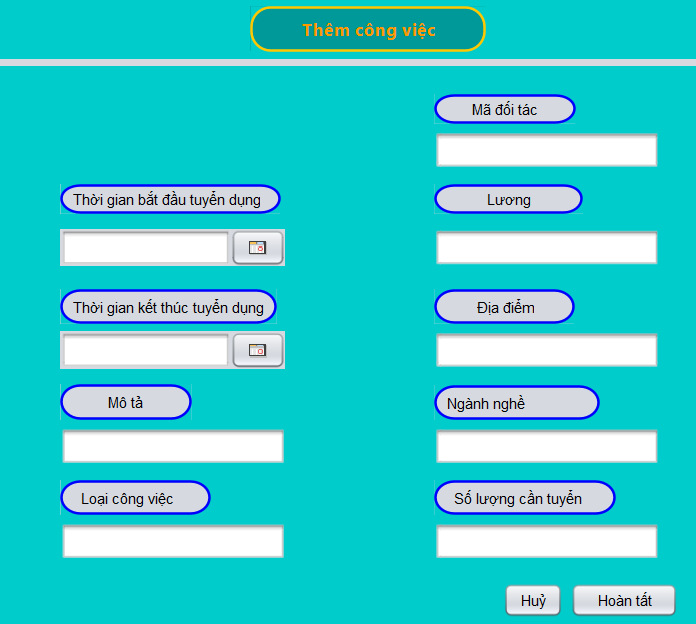 Thêm công việc
Mã đối tác
Thời gian bắt đầu tuyển dụng
Lương
Thời gian kết thúc tuyển dụng
Địa điểm
Mô tả
Ngành nghề
Loại công việc
Số lượng cần tuyển
Huỷ
Hoàn tất